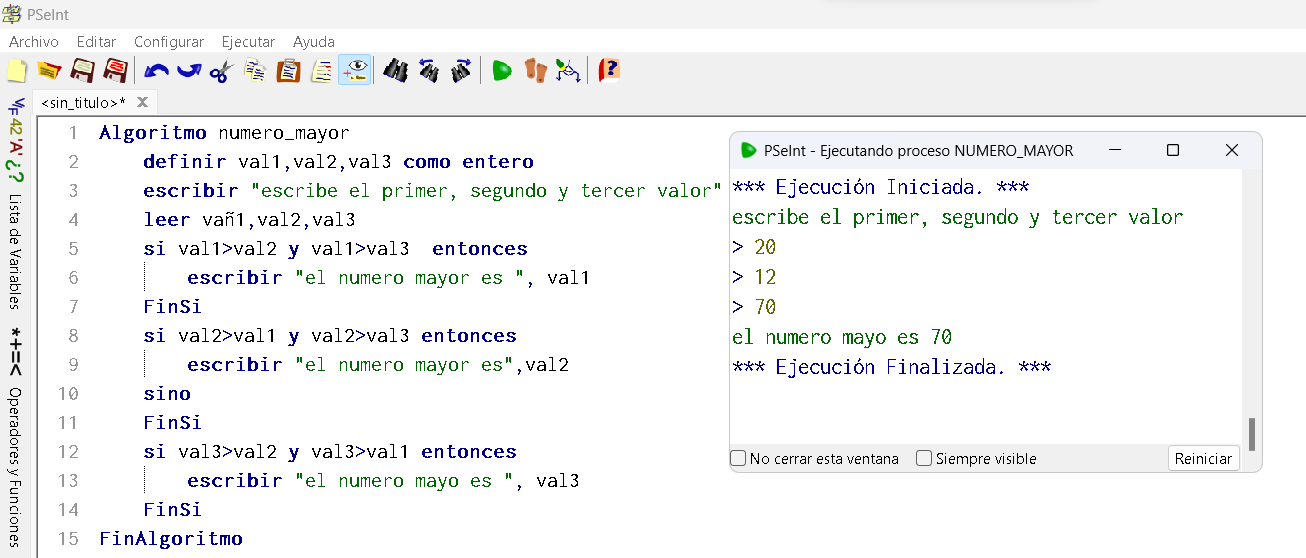 PSeInt
Archivo Editar Configurar Ejecutar Ayuda
<sin_titulo>* X
Lista de Variables
*+=<
Operadores y Funciones
1 Algoritmo numero_mayor
2 definir val1,val2,val3 como entero
3 escribir "escribe el primer, segundo y tercer valor"
4 leer vañ1,val2,val3
5 si val1>val2 y val1>val3  entonces
6 escribir "el numero mayor es ", val1
7 FinSi
8 si val2>val1 y val2>val3 entonces
9 escribir "el numero mayor es",val2
10 sino
11 FinSi
12 si val3>val2 y val3>val1 entonces
13 escribir "el numero mayo es ", val3
14 FinSi
15 FinAlgoritmo
PSeInt - Ejecutando proceso NUMERO_MAYOR
*** Ejecución Iniciada. ***
escribe el primer, segundo y tercer valor
> 20
> 12
> 70
el numero mayo es 70
*** Ejecución Finalizada. ***
No cerrar esta ventana Siempre visible Reiniciar